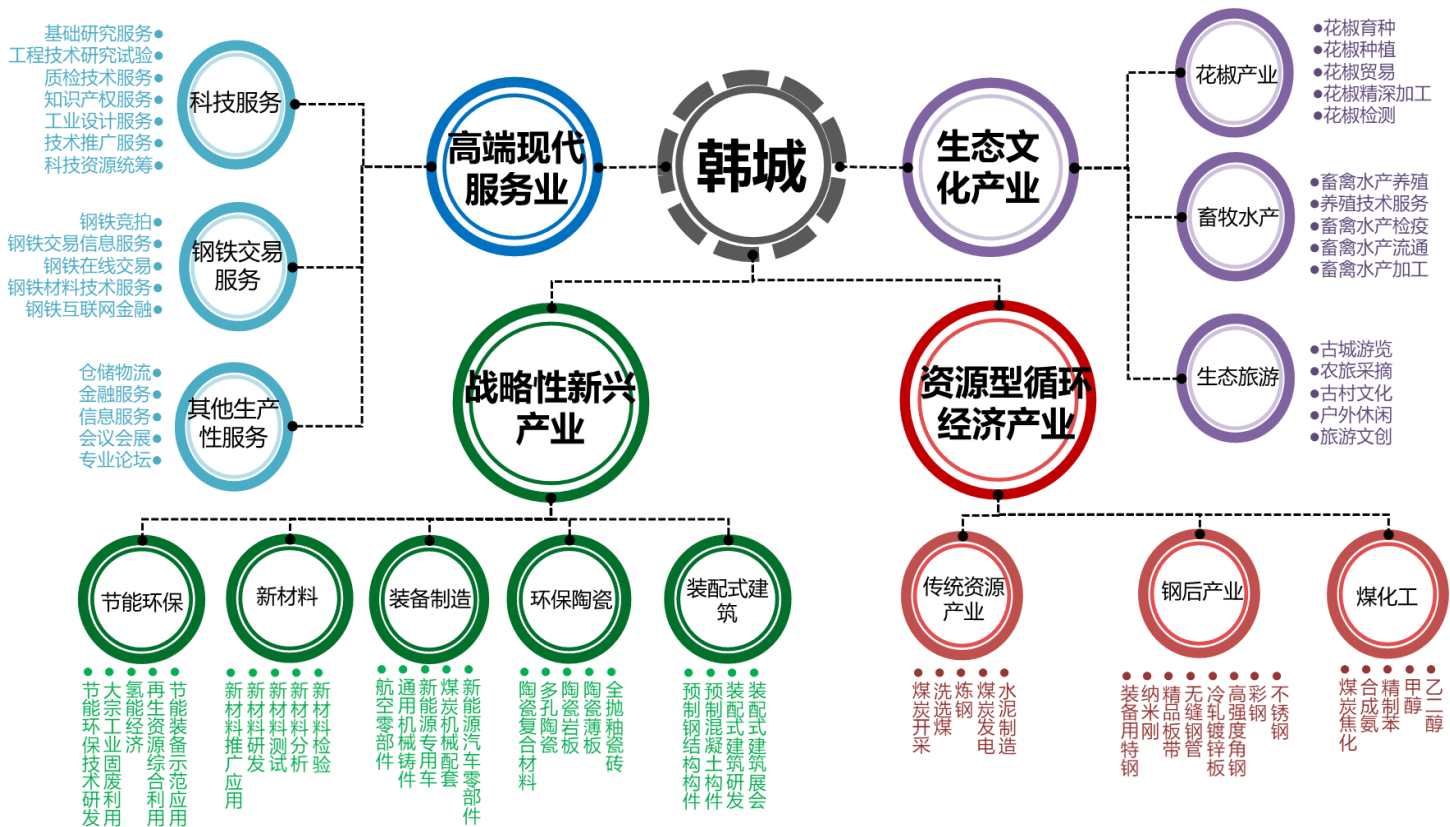 韩城
高端现代
服务业
科技服务
●基础研究服务
●工程技术研究试验
●质检技术服务
●知识产权服务
●工业设计服务
●技术推广服务
●科技资源统筹
钢铁交易
服务
●钢铁竞拍
●钢铁交易信息服务
●钢铁在线交易
●钢铁材料技术服务
●钢铁互联网金融
其他生产
性服务
●仓储物流
●金融服务
●信息服务
●会议会展
●专业论坛
生态文
化产业
花椒产业
●花椒育种
●花椒种植
●花椒贸易
●花椒精深加工
●花椒检测
畜牧水产
●畜禽水产养殖
●养殖技术服务
●畜禽水产检疫
●畜禽水产流通
●畜禽水产加工
生态旅游
●古城游览
●农旅采摘
●古村文化
●户外休闲
●旅游文创
战略性新兴
产业
节能环保
●节能环保技术研发
●大宗工业固废利用
●氢能经济
●再生资源综合利用
●节能装备示范应用
新材料
●新材料推广应用
●新材料研发
●新材料测试
●新材料分析
●新材料检验
装备制造
●航空零部件
●通用机械铸件
●新能源专用车
●煤炭机械配套
●新能源汽车零部件
环保陶瓷
●陶瓷复合材料
●多孔陶瓷
●陶瓷岩板
●陶瓷薄板
●全抛釉瓷砖
装配式建
筑
●预制钢结构构件
●预制混凝土构件
●装配式建筑研发
●装配式建筑展会
资源型循环
经济产业
传统资源
产业
●煤炭开采
●洗选煤
●炼钢
●煤炭发电
●水泥制造
钢后产业
●装备用特钢
●纳米刚
●精品板带
●无缝钢管
●冷轧镀锌板
●高强度角钢
●彩钢
●不锈钢
煤化工
●煤炭焦化
●合成氨
●精制苯
●甲醇
●乙二醇